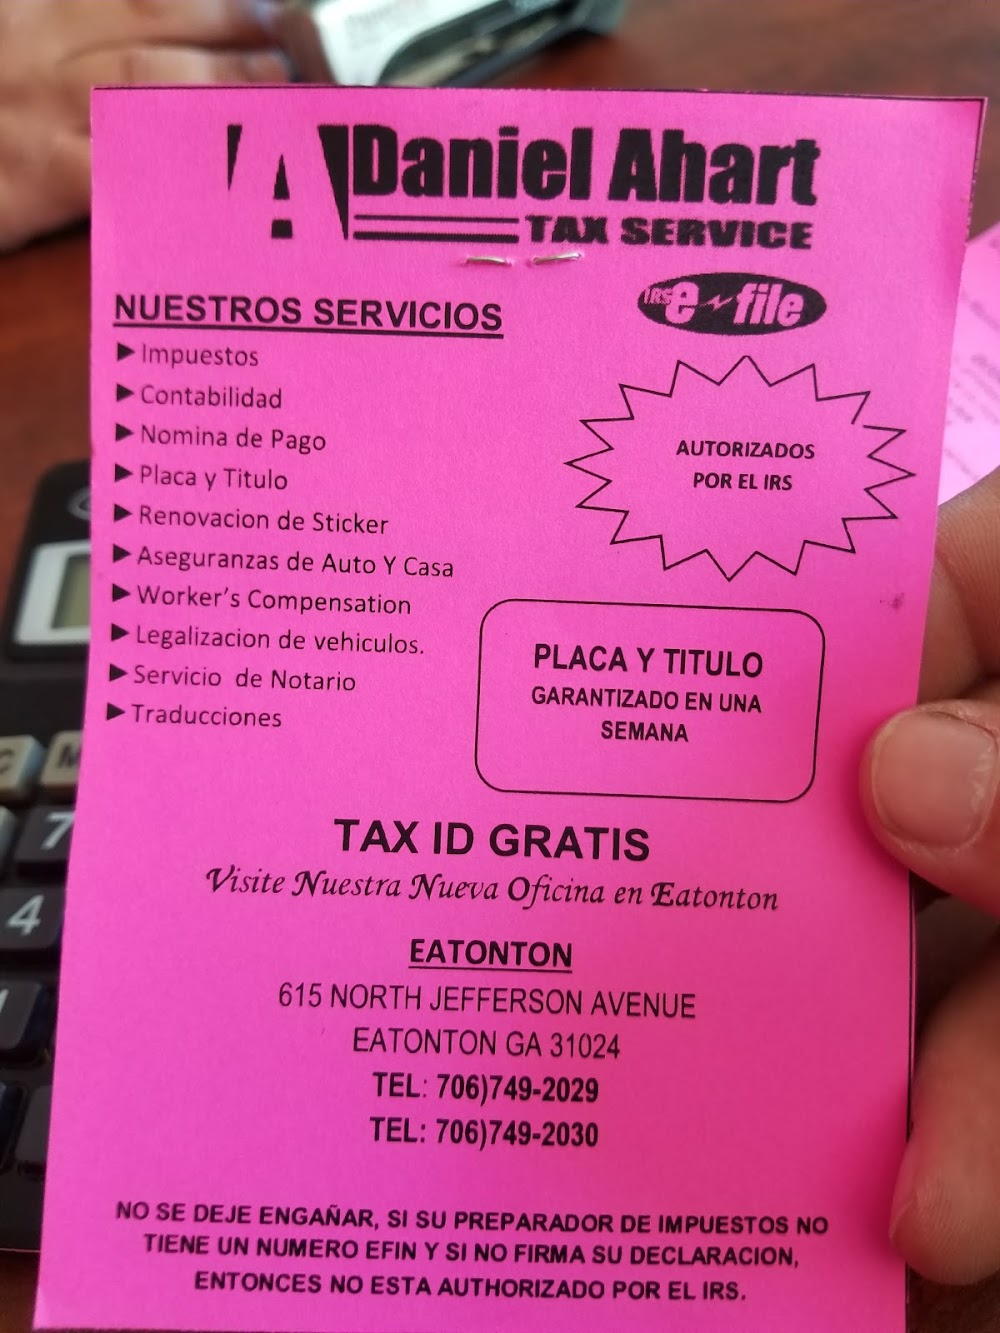 Daniel Ahart
TAX SERVICE
IRS e-file
NUESTROS SERVICIOS
►Impuestos
►Contabilidad
►Nomina de Pago
►Placa y Titulo
►Renovacion de Sticker
►Aseguranzas de Auto Y Casa
►Worker's Compensation
►Legalizacion de vehiculos.
►Servicio de Notario
►Traducciones
AUTORIZADOS
POR EL IRS
PLACA Y TITULO
GARANTIZADO EN UNA
SEMANA
TAX ID GRATIS
Visite Nuestra Nueva Oficina en Eatonton
EATONTON
615 NORTH JEFFERSON AVENUE
EATONTON GA 31024
TEL: 706)749-2029
TEL: 706)749-2030
NO SE DEJE ENGAÑAR, SI SU PREPARADOR DE IMPUESTOS NO
TIENE UN NUMERO EFIN Y SI NO FIRMA SU DECLARACION,
ENTONCES NO ESTA AUTHORIZADO POR EL IRS.
7
4